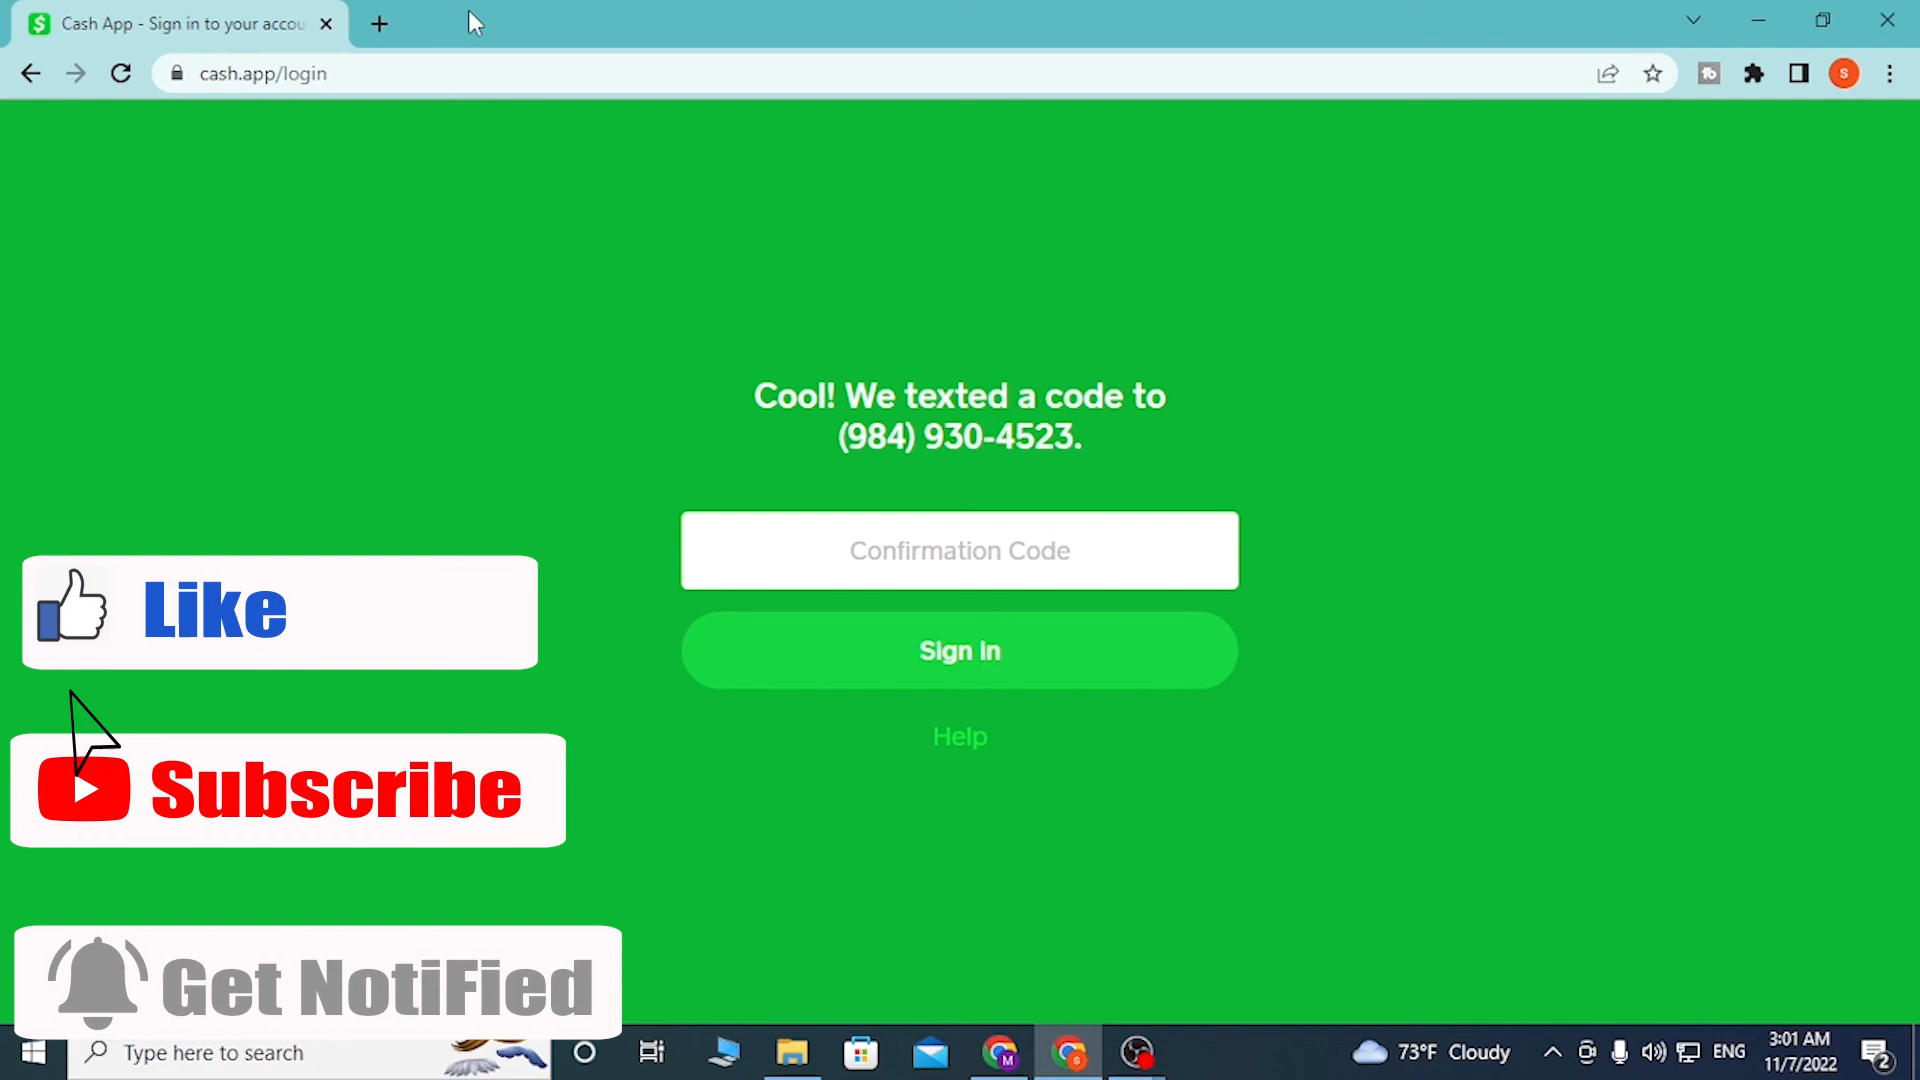 Cash App - Sign in to your accou
cash.app/login
S
Cool! We texted a code to
(984) 930-4523.
Confirmation Code
Sign in
Help
Like
Subscribe
Get NotiFied
Type here to search
M
S
73°F Cloudy
ENG
3:01 AM
11/7/2022
2